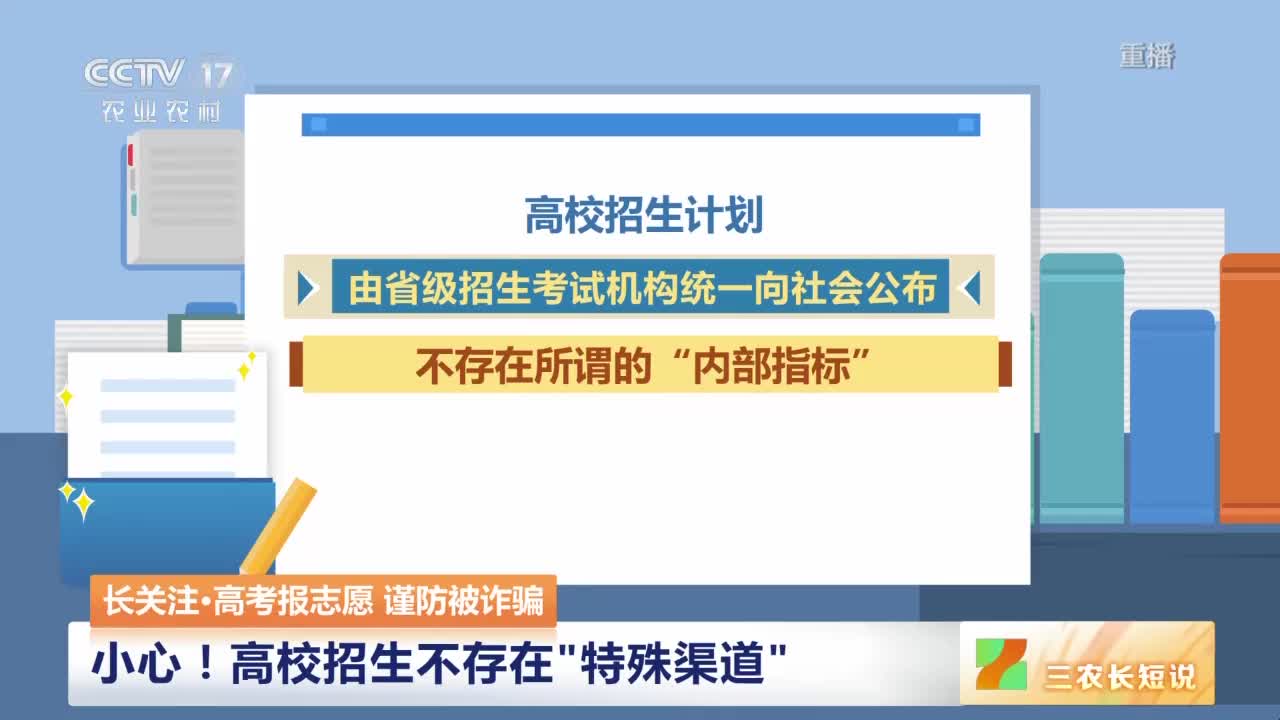 CCTV 17
农业农村
重播
高校招生计划
由省级招生考试机构统一向社会公布
不存在所谓的“内部指标”
长关注·高考报志愿 谨防被诈骗
小心！高校招生不存在"特殊渠道"
三农长短说